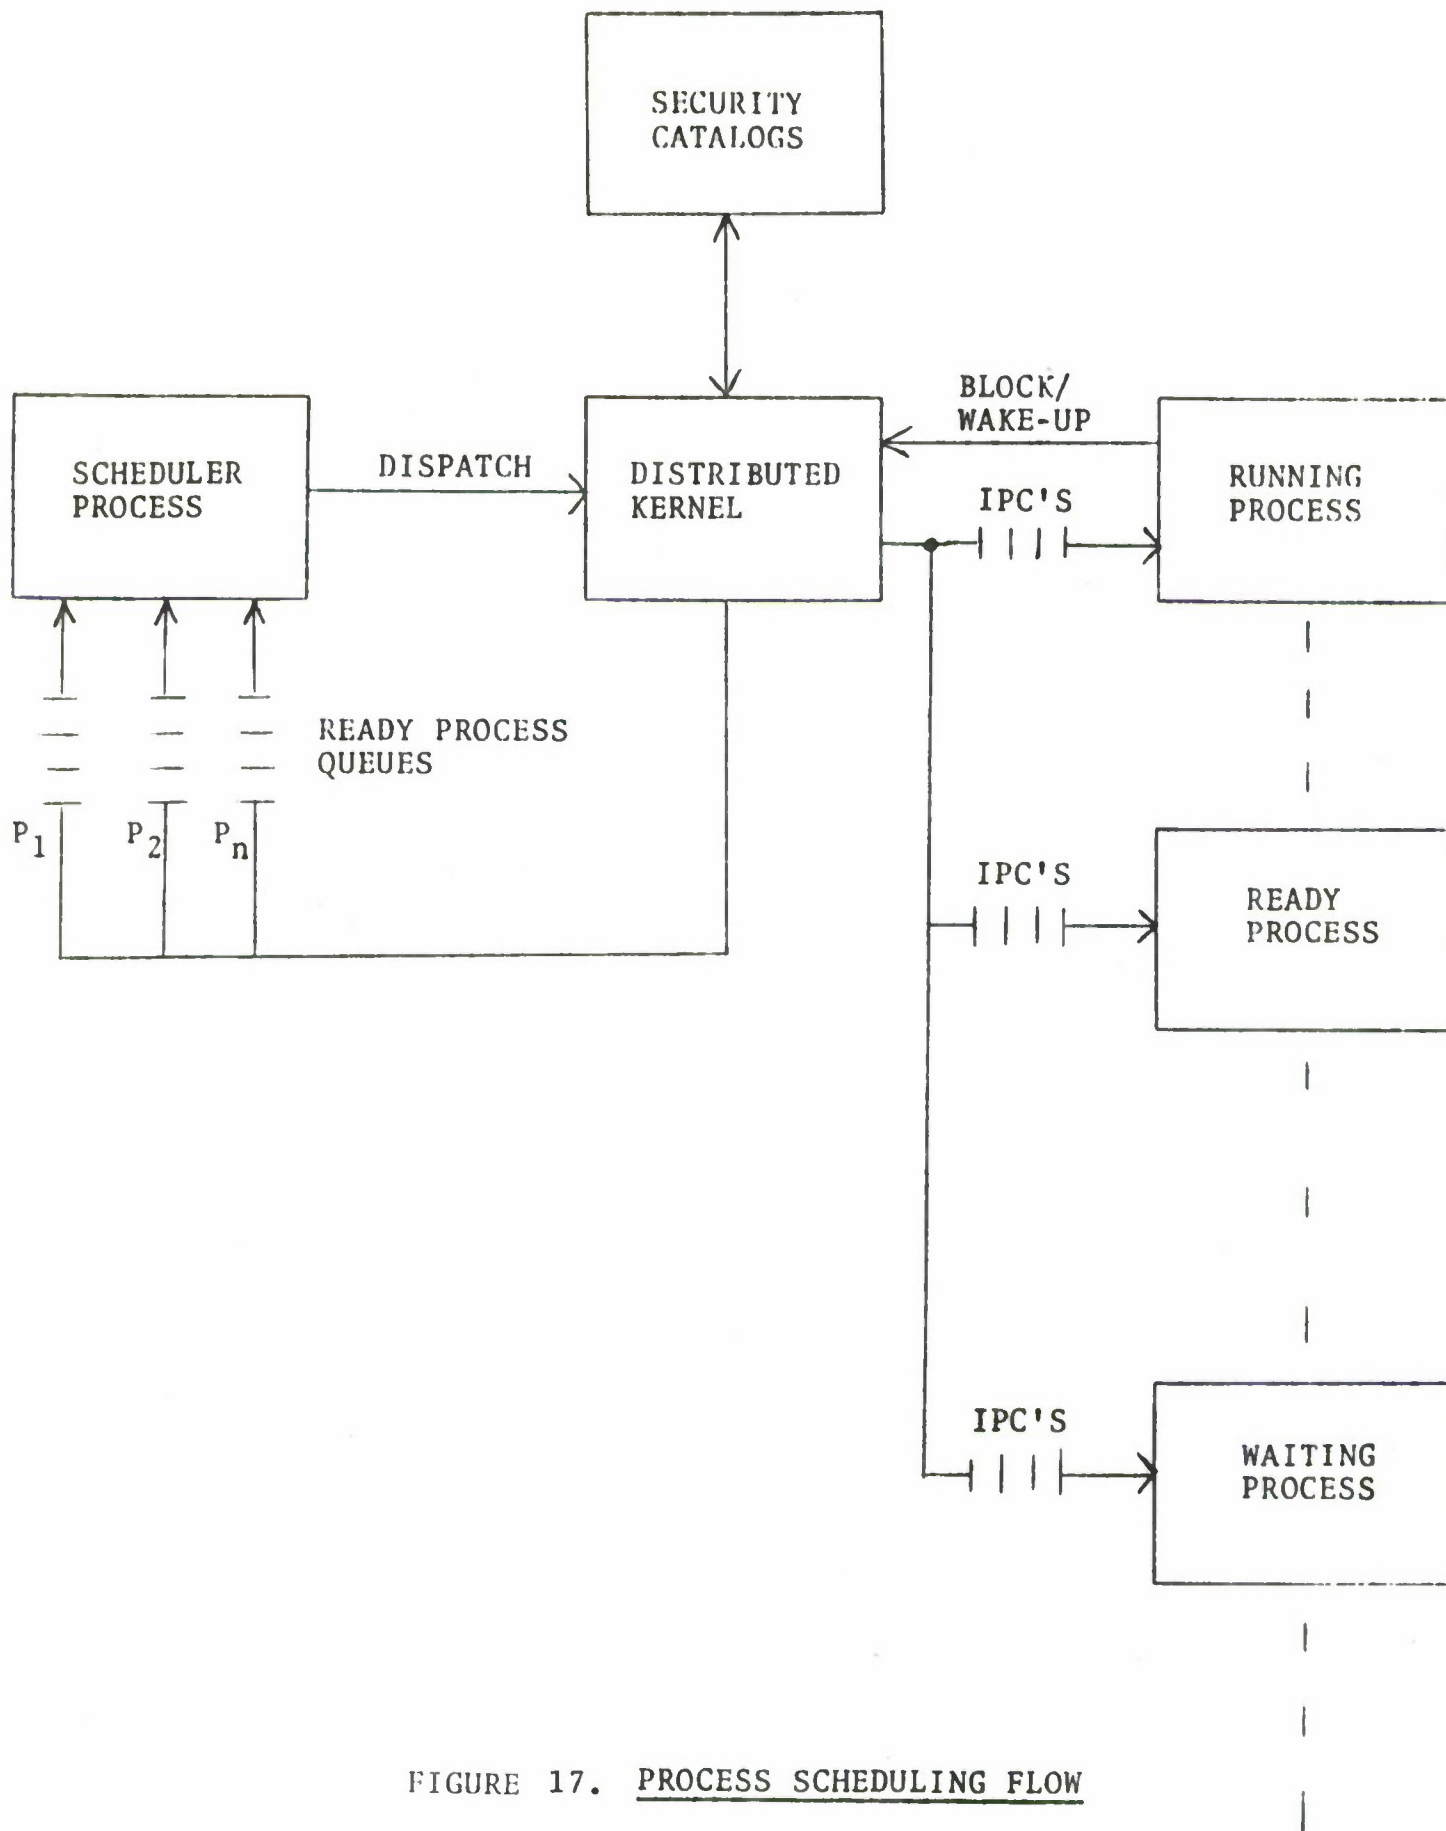 SECURITY
CATALOGS
BLOCK/
WAKE-UP
SCHEDULER
PROCESS
DISPATCH
DISTRIBUTED
KERNEL
IPC'S
RUNNING
PROCESS
READY PROCESS
QUEUES
P1
P2
Pn
IPC'S
READY
PROCESS
IPC'S
WAITING
PROCESS
FIGURE 17. PROCESS SCHEDULING FLOW